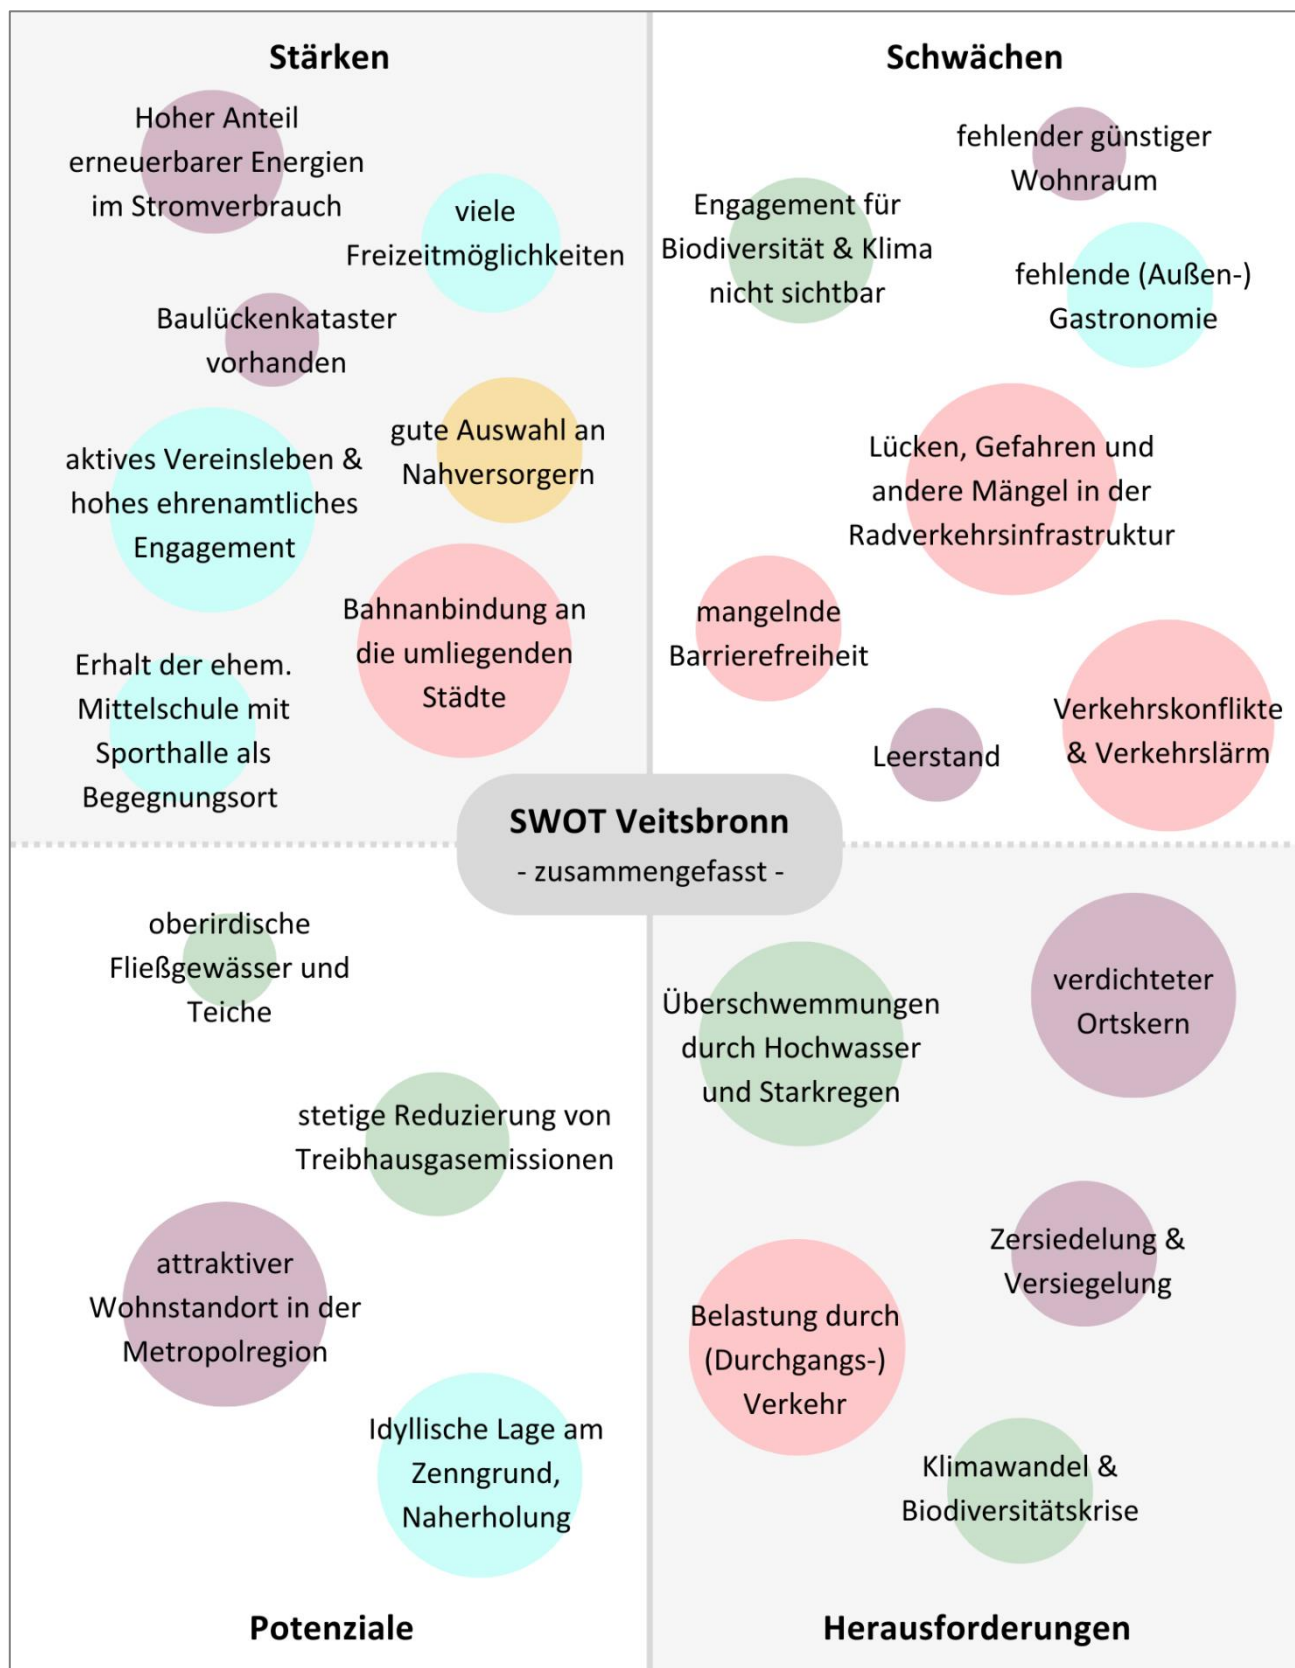 Stärken
Hoher Anteil
erneuerbarer Energien
im Stromverbrauch
viele
Freizeitmöglichkeiten
Baulückenkataster
vorhanden
gute Auswahl an
Nahversorgern
aktives Vereinsleben &
hohes ehrenamtliches
Engagement
Bahnanbindung an
die umliegenden
Städte
Erhalt der ehem.
Mittelschule mit
Sporthalle als
Begegnungsort
Schwächen
fehlender günstiger
Wohnraum
Engagement für
Biodiversität & Klima
nicht sichtbar
fehlende (Außen-)
Gastronomie
Lücken, Gefahren und
andere Mängel in der
Radverkehrsinfrastruktur
mangelnde
Barrierefreiheit
Verkehrskonflikte
& Verkehrslärm
Leerstand
SWOT Veitsbronn
- zusammengefasst -
oberirdische
Fließgewässer und
Teiche
stetige Reduzierung von
Treibhausgasemissionen
attraktiver
Wohnstandort in der
Metropolregion
Idyllische Lage am
Zenngrund,
Naherholung
Potenziale
verdichteter
Ortskern
Überschwemmungen
durch Hochwasser
und Starkregen
Zersiedelung &
Versiegelung
Belastung durch
(Durchgangs-)
Verkehr
Klimawandel &
Biodiversitätskrise
Herausforderungen